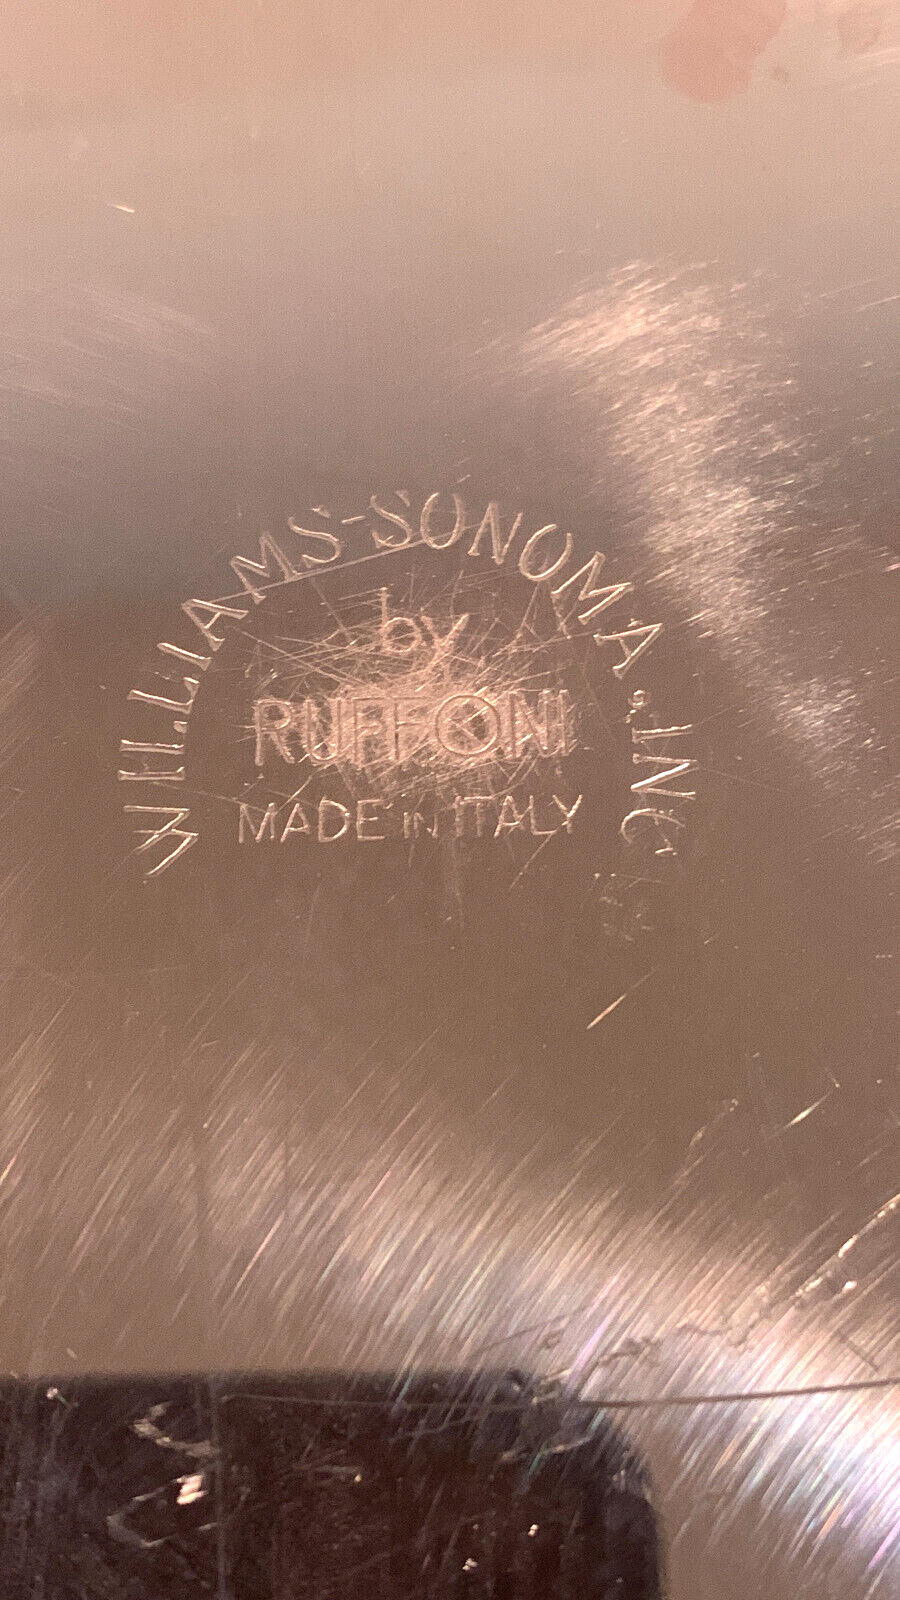 WILLIAMS-SONOMA, INC.
by
RUFFONI
MADE IN ITALY